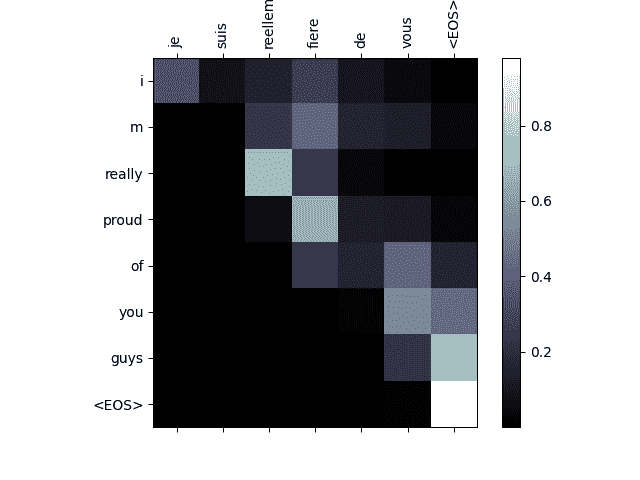 je suis reellem fiere de vous <EOS>
i
m
really
proud
of
you
guys
<EOS>
0.8
0.6
0.4
0.2